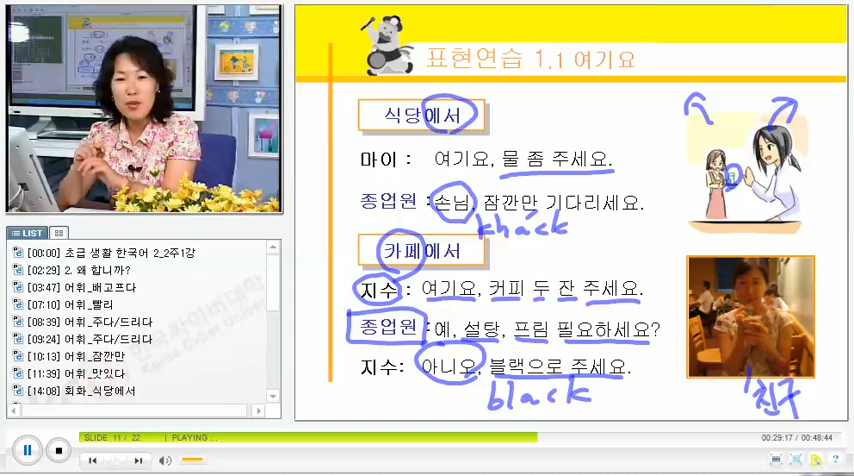 표현연습 1.1 여기요
식당에서
마이 : 여기요, 물 좀 주세요.
종업원 : 손님, 잠깐만 기다리세요.
khách
카페에서
지수 : 여기요, 커피 두 잔 주세요.
종업원 : 예, 설탕, 프림 필요하세요?
지수: 아니오, 블랙으로 주세요.
black
친구
LIST
[00:00] 초급 생활 한국어 2_2주1강
[02:29] 2. 왜 합니까?
[03:47] 어휘_배고프다
[07:10] 어휘_빨리
[08:39] 어휘_주다/드리다
[09:24] 어휘_주다/드리다
[10:13] 어휘_잠깐만
[11:39] 어휘_맛있다
[14:08] 회화_식당에서
한국사이버대학
SLIDE 11 / 22 PLAYING ...
00:29:17 / 00:48:44